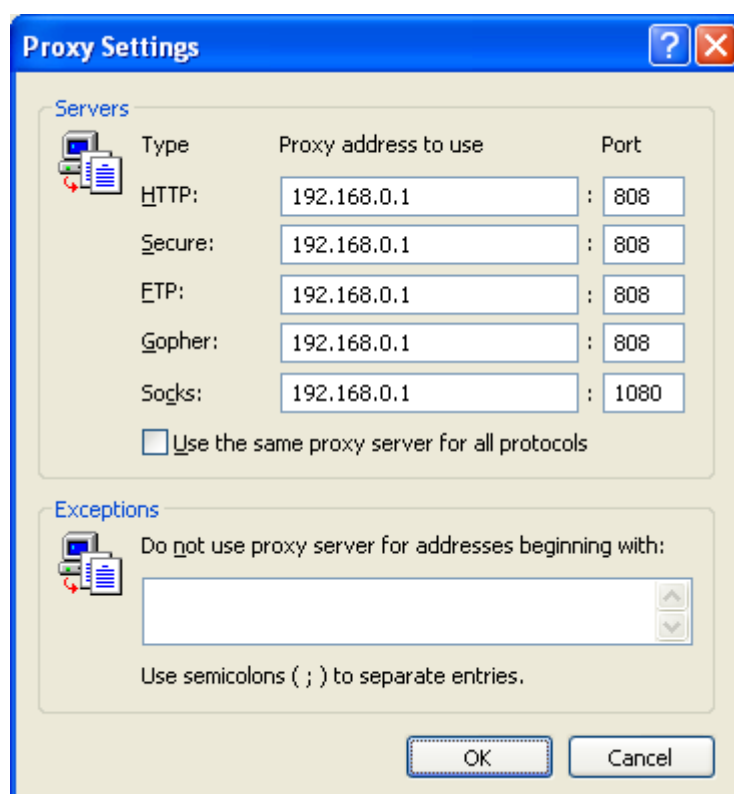 Proxy Settings
Servers
Type Proxy address to use Port
HTTP: 192.168.0.1 : 808
Secure: 192.168.0.1 : 808
FTP: 192.168.0.1 : 808
Gopher: 192.168.0.1 : 808
Socks: 192.168.0.1 : 1080
Use the same proxy server for all protocols
Exceptions
Do not use proxy server for addresses beginning with:
Use semicolons ( ; ) to separate entries.
OK Cancel